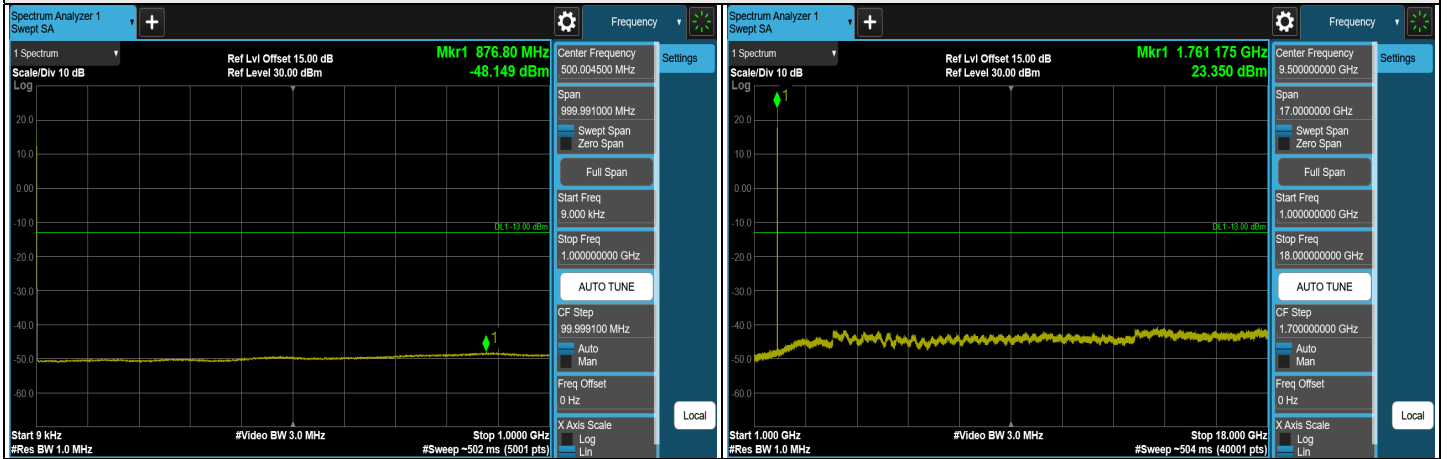 Spectrum Analyzer 1
Swept SA
+
Frequency
1 Spectrum
Scale/Div 10 dB
Log
Ref Lvl Offset 15.00 dB
Ref Level 30.00 dBm
Mkr1 876.80 MHz
-48.149 dBm
20.0
10.0
0.00
-10.0
-20.0
-30.0
-40.0
-50.0
-60.0
DL1 -13.00 dBm
1
Start 9 kHz
#Res BW 1.0 MHz
#Video BW 3.0 MHz
Stop 1.0000 GHz
#Sweep ~502 ms (5001 pts)
Center Frequency
500.004500 MHz
Span
999.991000 MHz
Swept Span
Zero Span
Full Span
Start Freq
9.000 kHz
Stop Freq
1.000000000 GHz
AUTO TUNE
CF Step
99.999100 MHz
Auto
Man
Freq Offset
0 Hz
X Axis Scale
Log
Lin
Settings
Local
Spectrum Analyzer 1
Swept SA
+
Frequency
1 Spectrum
Scale/Div 10 dB
Log
Ref Lvl Offset 15.00 dB
Ref Level 30.00 dBm
Mkr1 1.761 175 GHz
23.350 dBm
1
20.0
10.0
0.00
-10.0
-20.0
-30.0
-40.0
-50.0
-60.0
DL1 -13.00 dBm
Start 1.000 GHz
#Res BW 1.0 MHz
#Video BW 3.0 MHz
Stop 18.000 GHz
#Sweep ~504 ms (40001 pts)
Center Frequency
9.500000000 GHz
Span
17.0000000 GHz
Swept Span
Zero Span
Full Span
Start Freq
1.000000000 GHz
Stop Freq
18.000000000 GHz
AUTO TUNE
CF Step
1.700000000 GHz
Auto
Man
Freq Offset
0 Hz
X Axis Scale
Log
Lin
Settings
Local